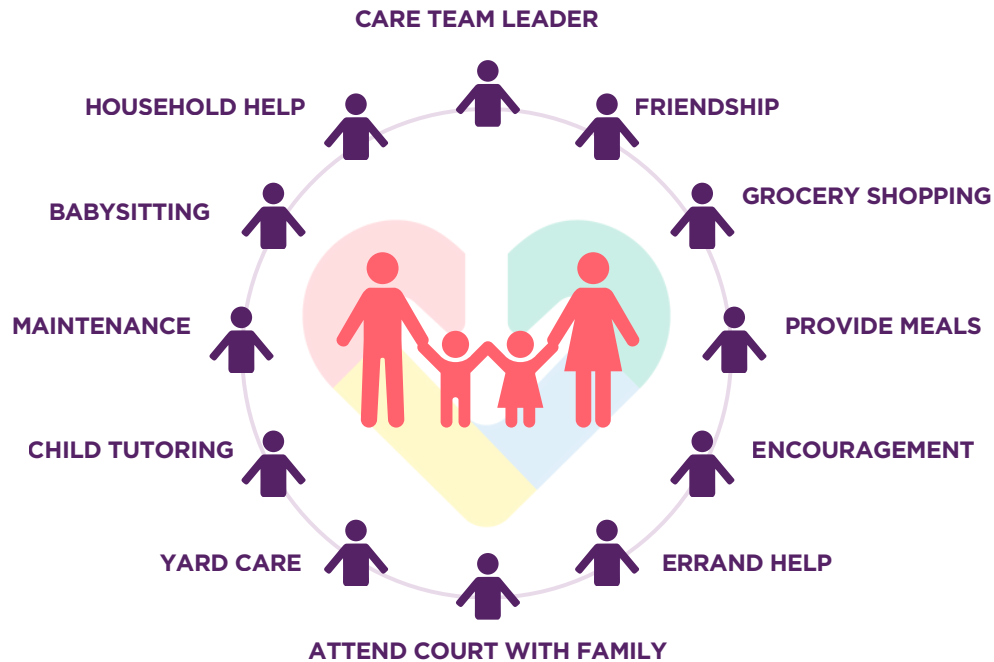 CARE TEAM LEADER
HOUSEHOLD HELP
FRIENDSHIP
BABYSITTING
GROCERY SHOPPING
MAINTENANCE
PROVIDE MEALS
CHILD TUTORING
ENCOURAGEMENT
YARD CARE
ERRAND HELP
ATTEND COURT WITH FAMILY